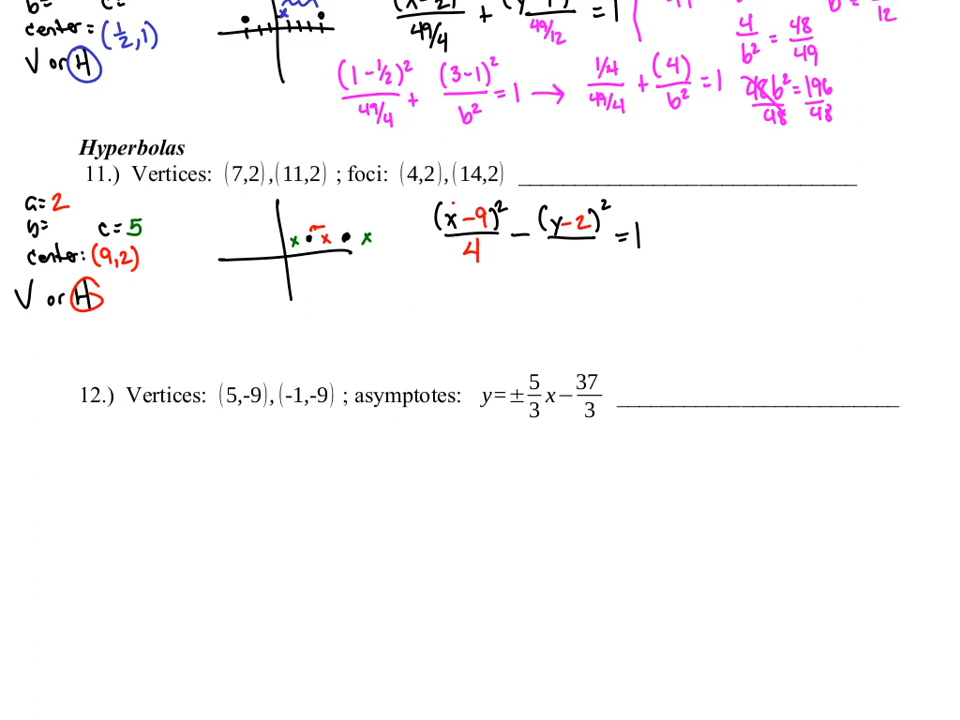 center = (½, 1)
V or H
49/4 + 49/12 = 1
(1-½)²/49/4 + (3-1)²/b² = 1 → 1/4/49/4 + (4)/b² = 1
4/b² = 48/49
48b²/48 = 196/48
12
Hyperbolas
11.) Vertices: (7,2),(11,2) ; foci: (4,2),(14,2) ________________
a= 2
b= c = 5
center: (9,2)
V or H
(x-9)²/4 - (y-2)²/ = 1
12.) Vertices: (5,-9),(-1,-9) ; asymptotes: y=±5/3 x−37/3 ________________